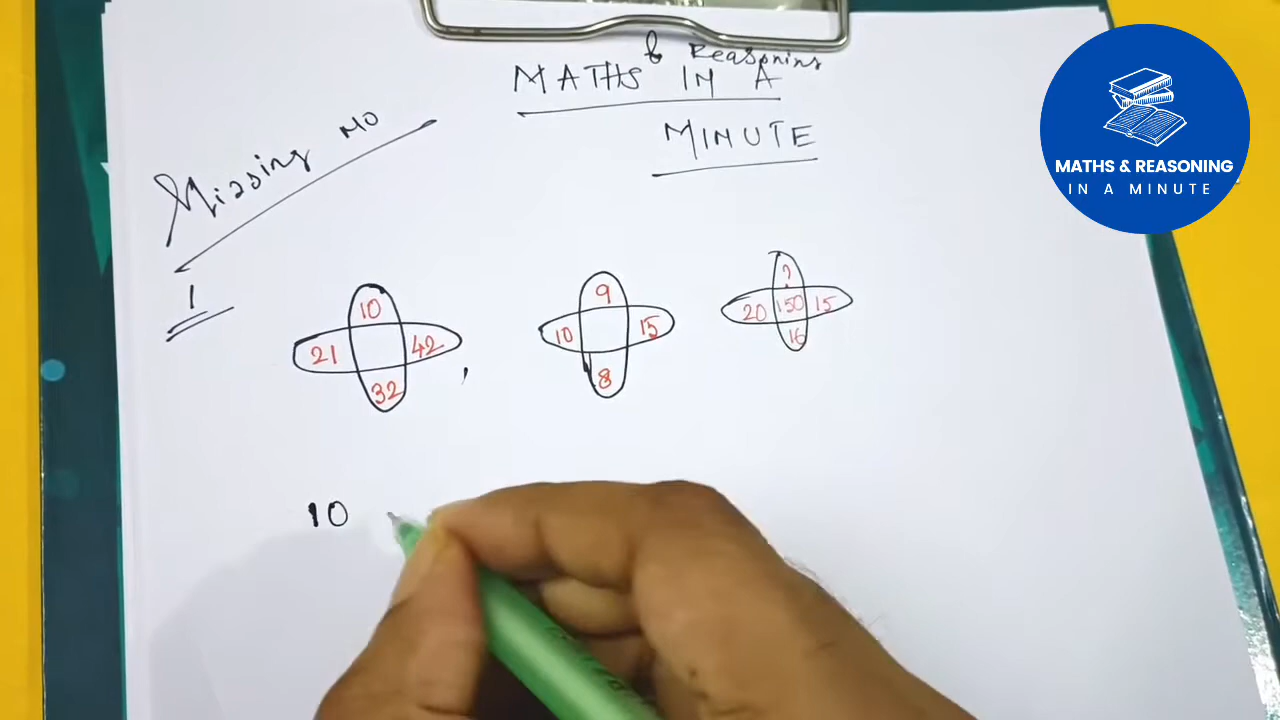 & Reasoning
MATHS IN A
MINUTE
Missing NO
1
10
21 42
32
9
10 15
8
?
20 150 15
16
10
MATHS & REASONING
IN A MINUTE